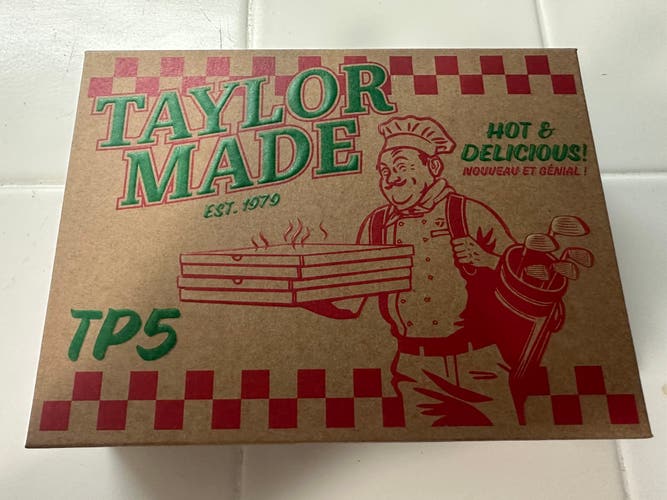 TAYLOR
MADE
EST. 1979
HOT &
DELICIOUS!
NOUVEAU ET GÉNIAL!
TP5